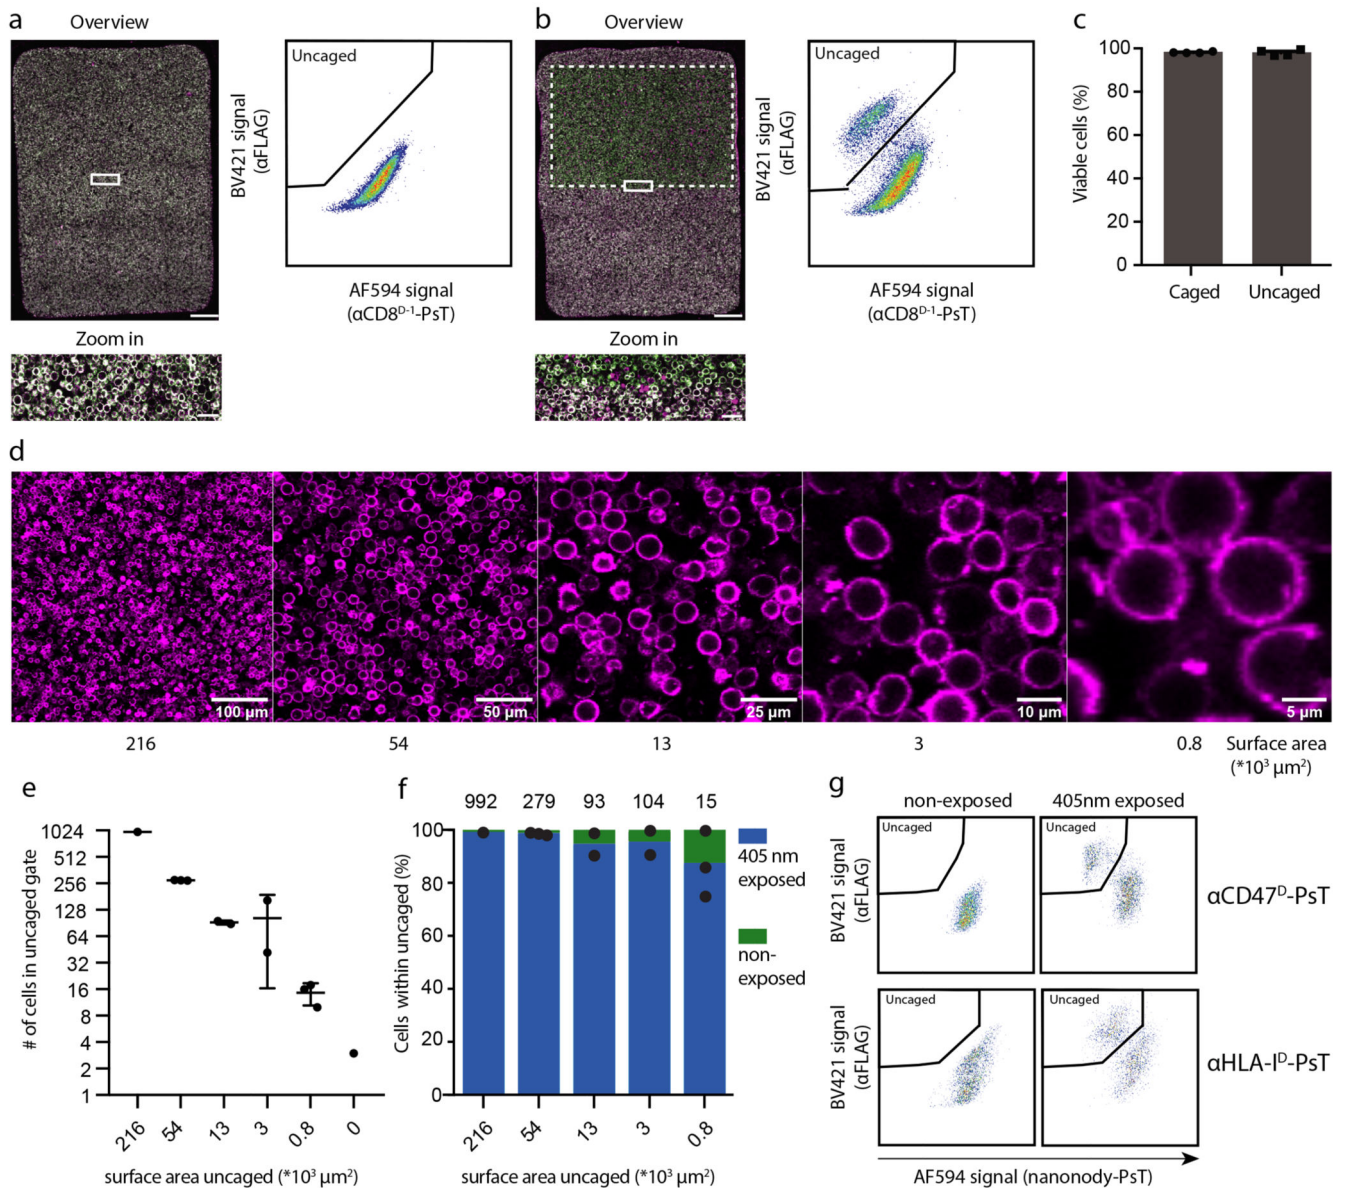 a
Overview
Uncaged
BV421 signal
(αFLAG)
AF594 signal
(αCD8ᴰ⁻¹-PsT)
Zoom in
b
Overview
Uncaged
BV421 signal
(αFLAG)
AF594 signal
(αCD8ᴰ⁻¹-PsT)
Zoom in
c
Viable cells (%)
100
80
60
40
20
0
Caged Uncaged
d
100 µm 50 µm 25 µm 10 µm 5 µm
216 54 13 3 0.8 Surface area
(*10³ µm²)
e
# of cells in uncaged gate
1024
512
256
128
64
32
16
8
4
2
1
216 54 13 3 0.8 0
surface area uncaged (*10³ µm²)
f
992 279 93 104 15
Cells within uncaged (%)
100
80
60
40
20
0
216 54 13 3 0.8
surface area uncaged (*10³ µm²)
405 nm
exposed
non-
exposed
g
non-exposed 405nm exposed
Uncaged Uncaged
BV421 signal
(αFLAG)
αCD47ᴰ-PsT
Uncaged Uncaged
BV421 signal
(αFLAG)
αHLA-Iᴰ-PsT
AF594 signal (nanonody-PsT)